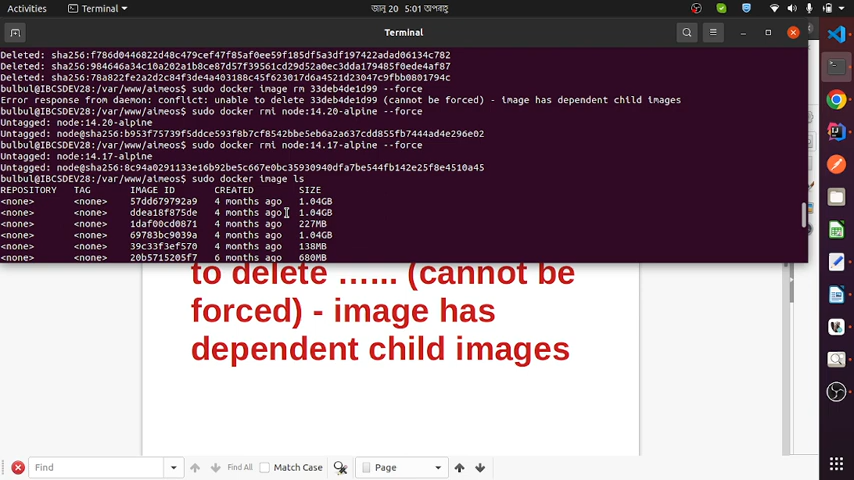 Activities
Terminal
জানু 20 5:01 অপরাহ্ণ
Terminal
Deleted: sha256:f786d0446822d48c479cef47f85af0ee59f185df5a3df197422adad06134c782
Deleted: sha256:984646a34c10a202a1b8ce87d57f39561cd29d52a0c0023720665f0ede4af87
Deleted: sha256:78a822fe2a2d2c84f3de4a403188c45f623017d6a4925d23047c9fbb0801794c
bulbul@IBCSDEV28:/var/www/aimeos$ sudo docker image rm 33deb4de1d99 --force
Error response from daemon: conflict: unable to delete 33deb4de1d99 (cannot be forced) - image has dependent child images
bulbul@IBCSDEV28:/var/www/aimeos$ sudo docker rmi node:14.20-alpine --force
Untagged: node:14.20-alpine
Untagged: node@sha256:b953f75739f5ddce593f8b7cf8542bbe5eb6a2a637cdd855fb7444ad4e296e02
bulbul@IBCSDEV28:/var/www/aimeos$ sudo docker rmi node:14.17-alpine --force
Untagged: node:14.17-alpine
Untagged: node@sha256:8c94a0291133e16b92be5c667e0bc35930940dfa7be544fb142e25f8e4510a45
bulbul@IBCSDEV28:/var/www/aimeos$ sudo docker image ls
REPOSITORY TAG IMAGE ID CREATED SIZE
<none> <none> 57dd679792a9 4 months ago 1.04GB
<none> <none> ddea18f875de 4 months ago 1.04GB
<none> <none> 1daf00cd0871 4 months ago 227MB
<none> <none> 69783bc9039a 4 months ago 1.04GB
<none> <none> 39c33f3ef570 4 months ago 138MB
<none> <none> 20b5715205f7 6 months ago 680MB
to delete …... (cannot be
forced) - image has
dependent child images
Find
Find All
Match Case
Page